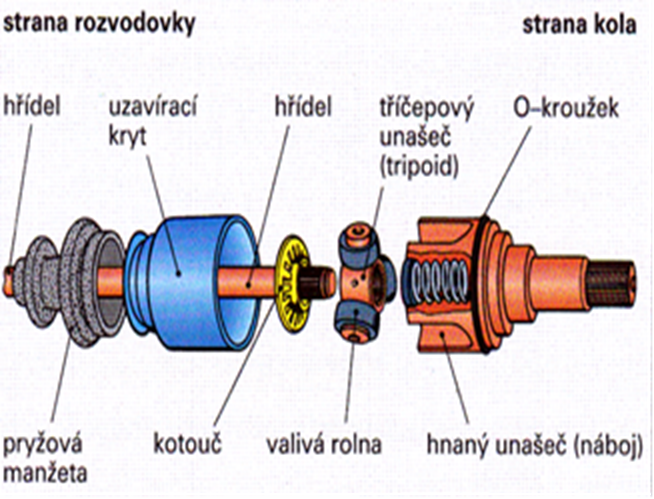 strana rozvodovky
strana kola
hřídel
uzavírací
kryt
hřídel
tříčepový
unašeč
(tripoid)
O–kroužek
pryžová
manžeta
kotouč
valivá rolna
hnaný unašeč (náboj)